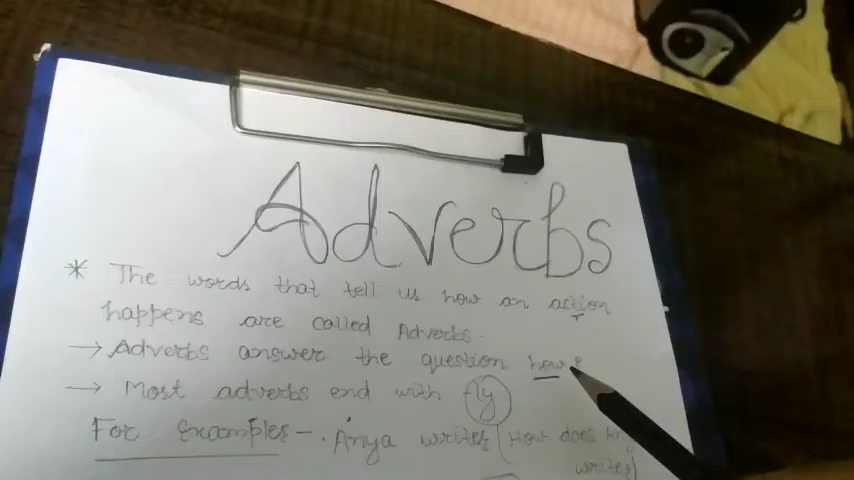 Adverbs
* The words that tell us how an action
happens are called Adverbs.
→ Adverbs answer the question how?
→ Most adverbs end with -ly
For examples - . Anya writes (How does
writes)